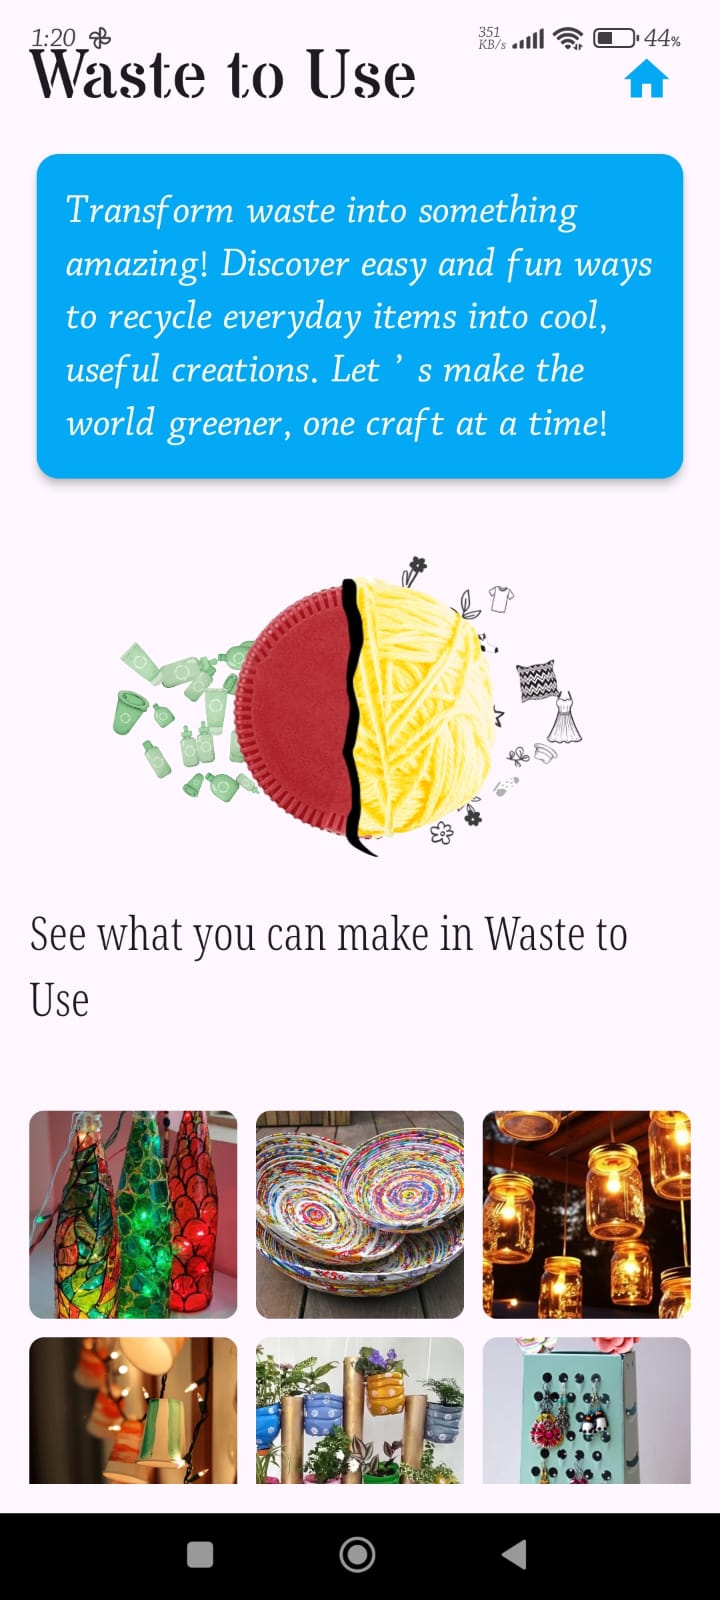 1:20
351
KB/s
44%
Waste to Use
Transform waste into something
amazing! Discover easy and fun ways
to recycle everyday items into cool,
useful creations. Let ’ s make the
world greener, one craft at a time!
See what you can make in Waste to
Use